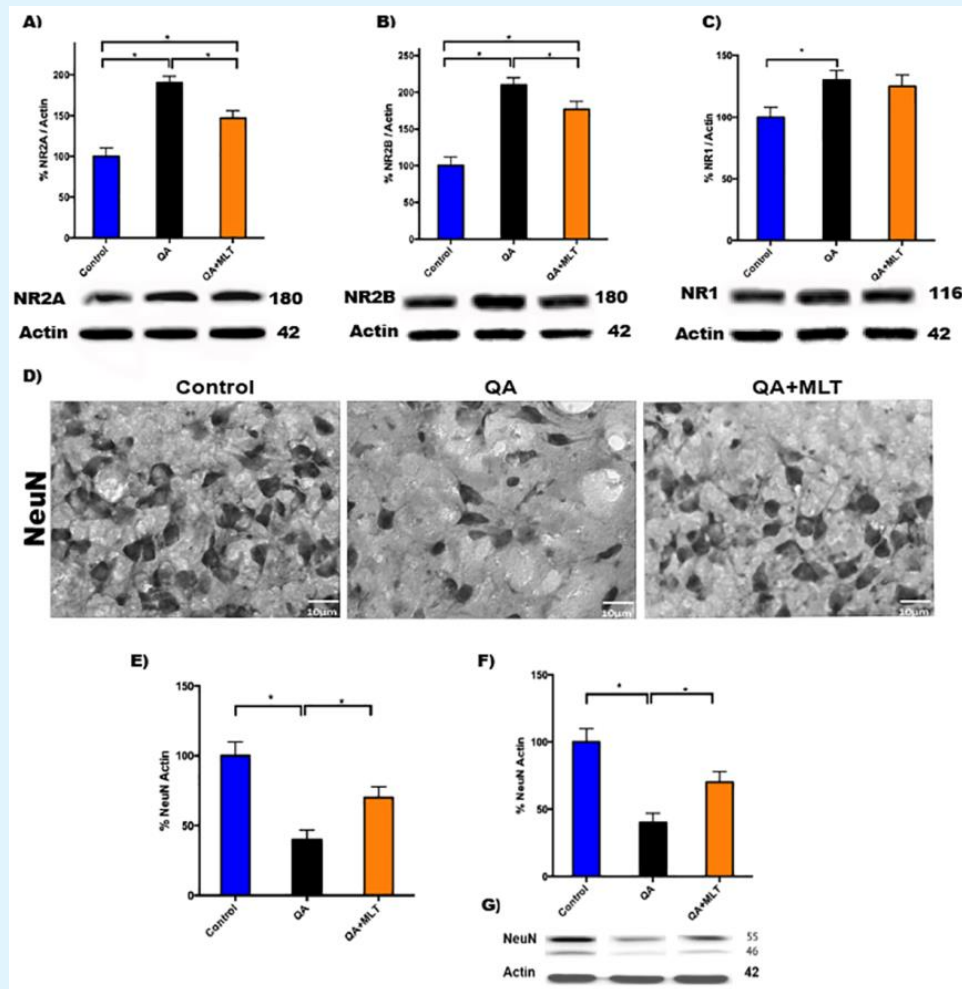 A)
*
* *
% NR2A / Actin
200
150
100
50
0
Control QA QA+MLT
NR2A 180
Actin 42
B)
*
* *
% NR2B / Actin
250
200
150
100
50
0
Control QA QA+MLT
NR2B 180
Actin 42
C)
*
% NR1 / Actin
150
100
50
0
Control QA QA+MLT
NR1 116
Actin 42
D)
Control QA QA+MLT
NeuN
10µm 10µm 10µm
E)
* *
% NeuN Actin
150
100
50
0
Control QA QA+MLT
F)
* *
% NeuN Actin
150
100
50
0
Control QA QA+MLT
G)
NeuN 55
46
Actin 42